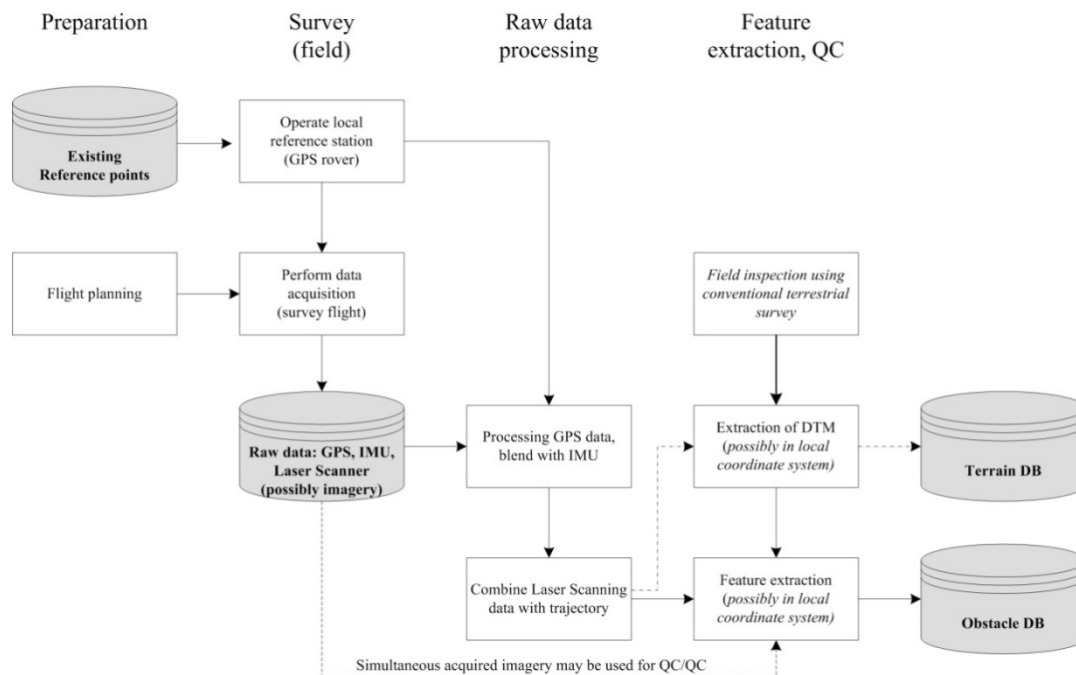 Preparation
Survey
(field)
Raw data
processing
Feature
extraction, QC
Existing
Reference points
Operate local
reference station
(GPS rover)
Flight planning
Perform data
acquisition
(survey flight)
Field inspection using
conventional terrestrial
survey
Raw data: GPS, IMU,
Laser Scanner
(possibly imagery)
Processing GPS data,
blend with IMU
Extraction of DTM
(possibly in local
coordinate system)
Terrain DB
Combine Laser Scanning
data with trajectory
Feature extraction
(possibly in local
coordinate system)
Obstacle DB
Simultaneous acquired imagery may be used for QC/QC